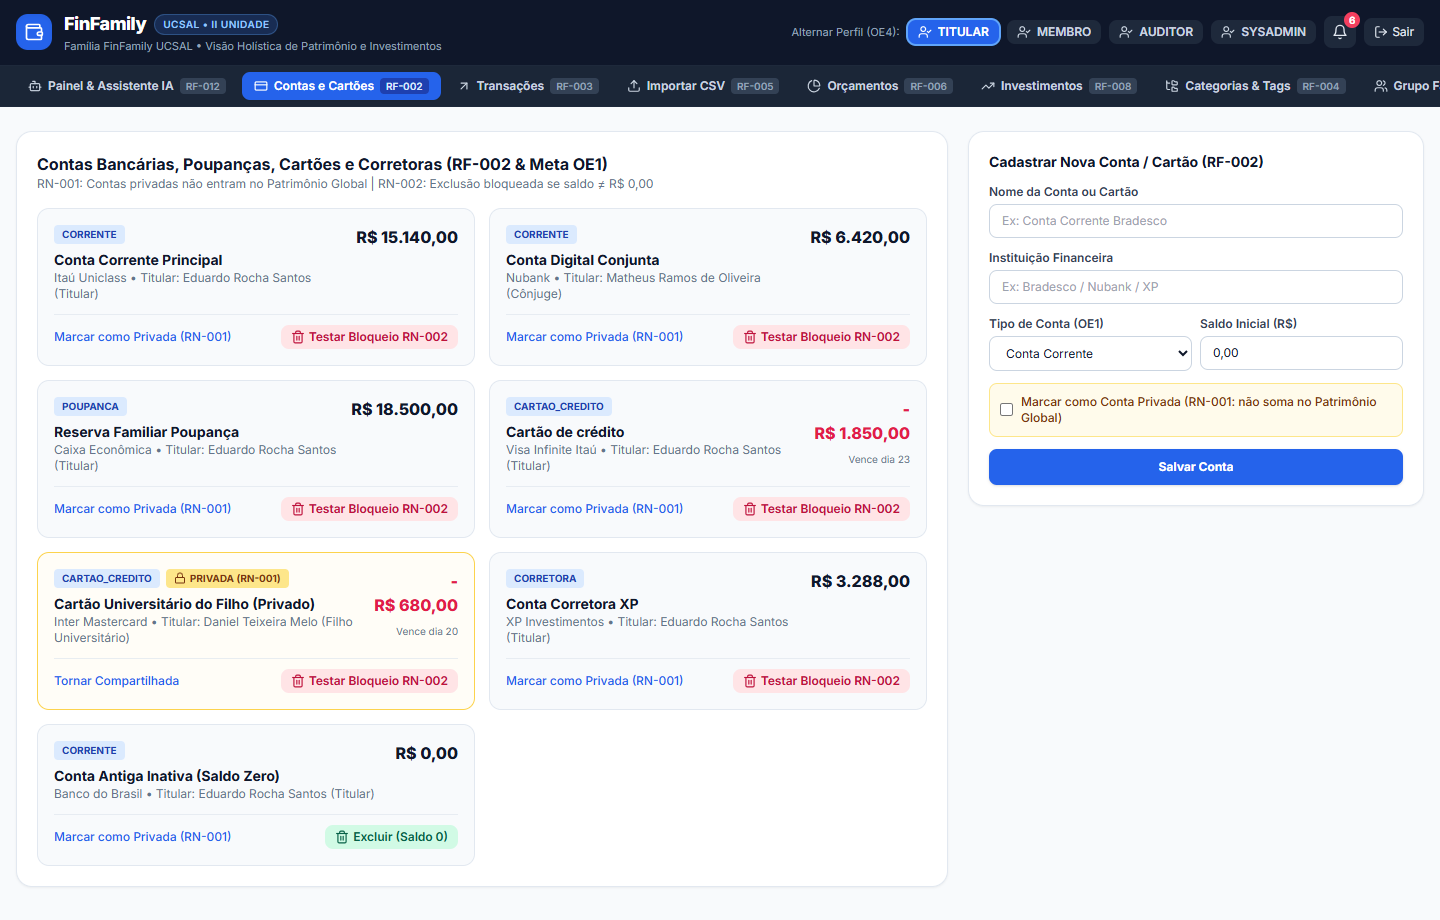 FinFamily
UCSAL • II UNIDADE
Família FinFamily UCSAL • Visão Holística de Patrimônio e Investimentos
Alternar Perfil (OE4):
TITULAR
MEMBRO
AUDITOR
SYSADMIN
6
Sair
Painel & Assistente IA RF-012
Contas e Cartões RF-002
Transações RF-003
Importar CSV RF-005
Orçamentos RF-006
Investimentos RF-008
Categorias & Tags RF-004
Grupo F
Contas Bancárias, Poupanças, Cartões e Corretoras (RF-002 & Meta OE1)
RN-001: Contas privadas não entram no Patrimônio Global | RN-002: Exclusão bloqueada se saldo ≠ R$ 0,00
CORRENTE
R$ 15.140,00
Conta Corrente Principal
Itaú Uniclass • Titular: Eduardo Rocha Santos
(Titular)
Marcar como Privada (RN-001)
Testar Bloqueio RN-002
CORRENTE
R$ 6.420,00
Conta Digital Conjunta
Nubank • Titular: Matheus Ramos de Oliveira
(Cônjuge)
Marcar como Privada (RN-001)
Testar Bloqueio RN-002
POUPANCA
R$ 18.500,00
Reserva Familiar Poupança
Caixa Econômica • Titular: Eduardo Rocha Santos
(Titular)
Marcar como Privada (RN-001)
Testar Bloqueio RN-002
CARTAO_CREDITO
-
R$ 1.850,00
Cartão de crédito
Visa Infinite Itaú • Titular: Eduardo Rocha Santos
(Titular)
Vence dia 23
Marcar como Privada (RN-001)
Testar Bloqueio RN-002
CARTAO_CREDITO
PRIVADA (RN-001)
-
R$ 680,00
Cartão Universitário do Filho (Privado)
Inter Mastercard • Titular: Daniel Teixeira Melo (Filho
Universitário)
Vence dia 20
Tornar Compartilhada
Testar Bloqueio RN-002
CORRETORA
R$ 3.288,00
Conta Corretora XP
XP Investimentos • Titular: Eduardo Rocha Santos
(Titular)
Marcar como Privada (RN-001)
Testar Bloqueio RN-002
CORRENTE
R$ 0,00
Conta Antiga Inativa (Saldo Zero)
Banco do Brasil • Titular: Eduardo Rocha Santos (Titular)
Marcar como Privada (RN-001)
Excluir (Saldo 0)
Cadastrar Nova Conta / Cartão (RF-002)
Nome da Conta ou Cartão
Ex: Conta Corrente Bradesco
Instituição Financeira
Ex: Bradesco / Nubank / XP
Tipo de Conta (OE1)
Saldo Inicial (R$)
Conta Corrente
0,00
Marcar como Conta Privada (RN-001: não soma no Patrimônio
Global)
Salvar Conta